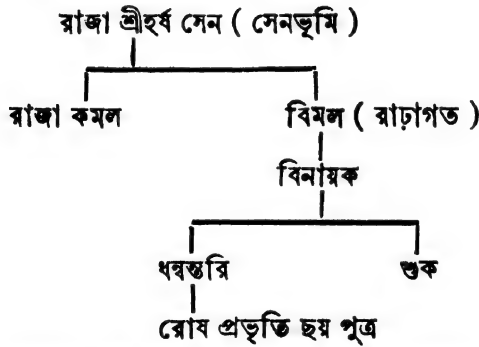 রাজা শ্রীহর্ষ সেন ( সেনভূমি )
রাজা কমল বিমল ( রাঢ়াগত )
বিনায়ক
ধন্বন্তরি শুক
রোষ প্রভৃতি ছয় পুত্র